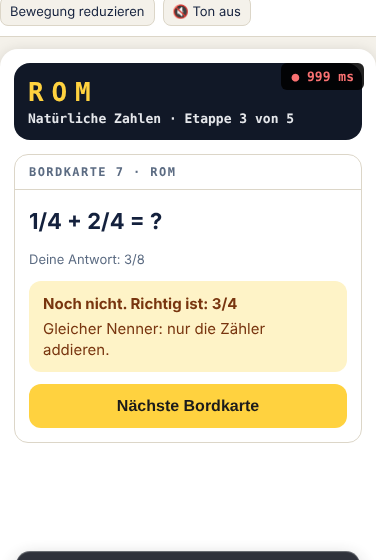 Bewegung reduzieren
🔇 Ton aus
● 999 ms
ROM
Natürliche Zahlen · Etappe 3 von 5
BORDKARTE 7 · ROM
1/4 + 2/4 = ?
Deine Antwort: 3/8
Noch nicht. Richtig ist: 3/4
Gleicher Nenner: nur die Zähler
addieren.
Nächste Bordkarte